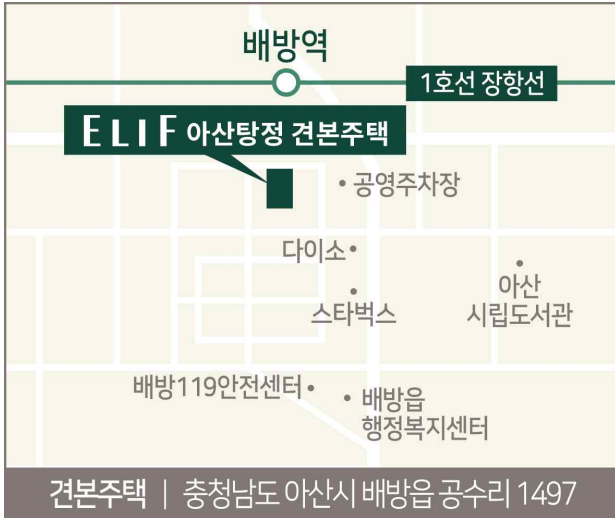 배방역
1호선 장항선
ELIF 아산탕정 견본주택
공영주차장
다이소
스타벅스
아산
시립도서관
배방119안전센터
배방읍
행정복지센터
견본주택 | 충청남도 아산시 배방읍 공수리 1497